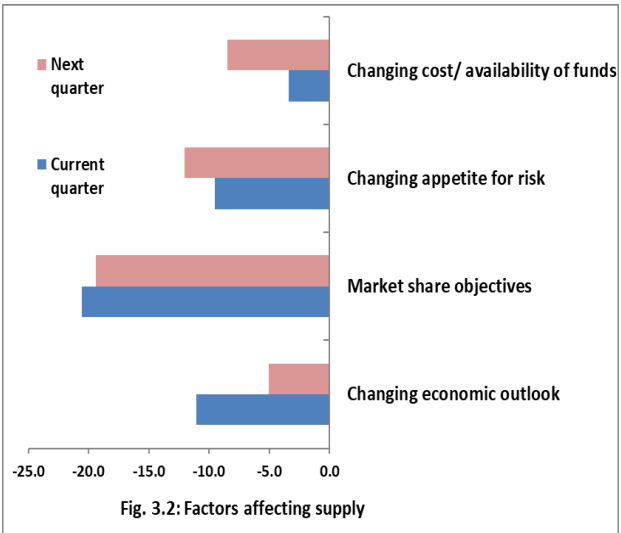 Next
quarter
Current
quarter
Changing cost/ availability of funds
Changing appetite for risk
Market share objectives
Changing economic outlook
-25.0 -20.0 -15.0 -10.0 -5.0 0.0
Fig. 3.2: Factors affecting supply